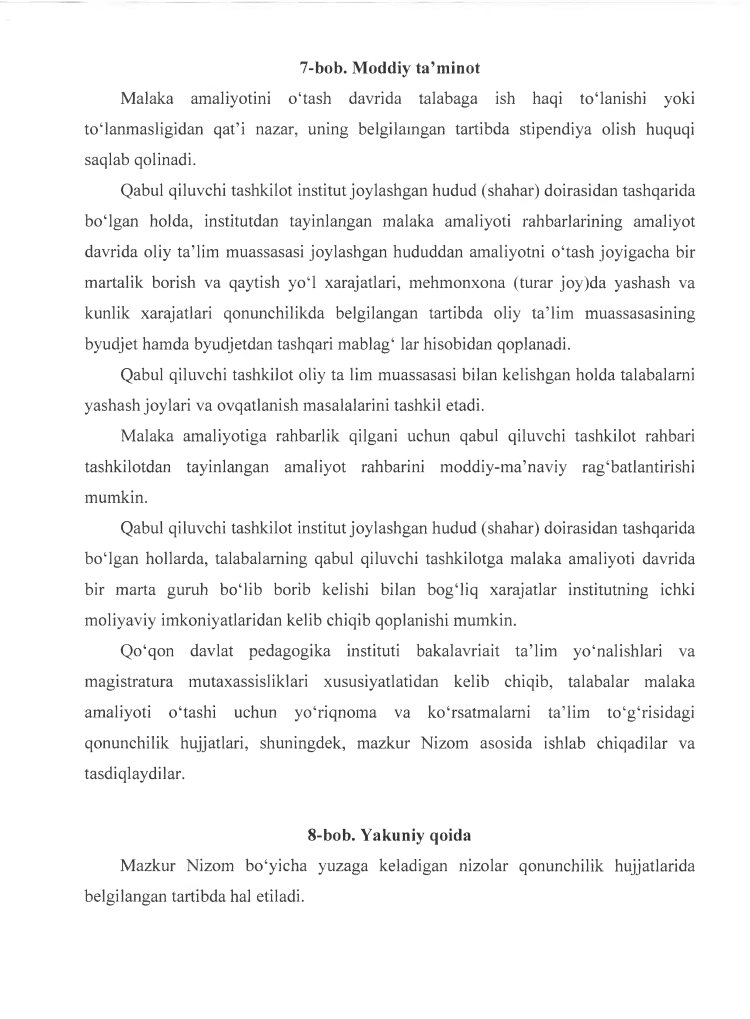 7-bob. Moddiy ta’minot
Malaka amaliyotini o‘tash davrida talabaga ish haqi to‘lanishi yoki
to‘lanmasligidan qat’i nazar, uning belgilangan tartibda stipendiya olish huquqi
saqlab qolinadi.
Qabul qiluvchi tashkilot institut joylashgan hudud (shahar) doirasidan tashqarida
bo‘lgan holda, institutdan tayinlangan malaka amaliyoti rahbarlarining amaliyot
davrida oliy ta’lim muassasasi joylashgan hududdan amaliyotni o‘tash joyigacha bir
martalik borish va qaytish yo‘l xarajatlari, mehmonxona (turar joy)da yashash va
kunlik xarajatlari qonunchilikda belgilangan tartibda oliy ta’lim muassasasining
byudjet hamda byudjetdan tashqari mablag‘ lar hisobidan qoplanadi.
Qabul qiluvchi tashkilot oliy ta lim muassasasi bilan kelishgan holda talabalarni
yashash joylari va ovqatlanish masalalarini tashkil etadi.
Malaka amaliyotiga rahbarlik qilgani uchun qabul qiluvchi tashkilot rahbari
tashkilotdan tayinlangan amaliyot rahbarini moddiy-ma’naviy rag‘batlantirishi
mumkin.
Qabul qiluvchi tashkilot institut joylashgan hudud (shahar) doirasidan tashqarida
bo‘lgan hollarda, talabalarning qabul qiluvchi tashkilotga malaka amaliyoti davrida
bir marta guruh bo‘lib borib kelishi bilan bog‘liq xarajatlar institutning ichki
moliyaviy imkoniyatlaridan kelib chiqib qoplanishi mumkin.
Qo‘qon davlat pedagogika instituti bakalavriait ta’lim yo‘nalishlari va
magistratura mutaxassisliklari xususiyatlatidan kelib chiqib, talabalar malaka
amaliyoti o‘tashi uchun yo‘riqnoma va ko‘rsatmalarni ta’lim to‘g‘risidagi
qonunchilik hujjatlari, shuningdek, mazkur Nizom asosida ishlab chiqadilar va
tasdiqlaydilar.
8-bob. Yakuniy qoida
Mazkur Nizom bo‘yicha yuzaga keladigan nizolar qonunchilik hujjatlarida
belgilangan tartibda hal etiladi.